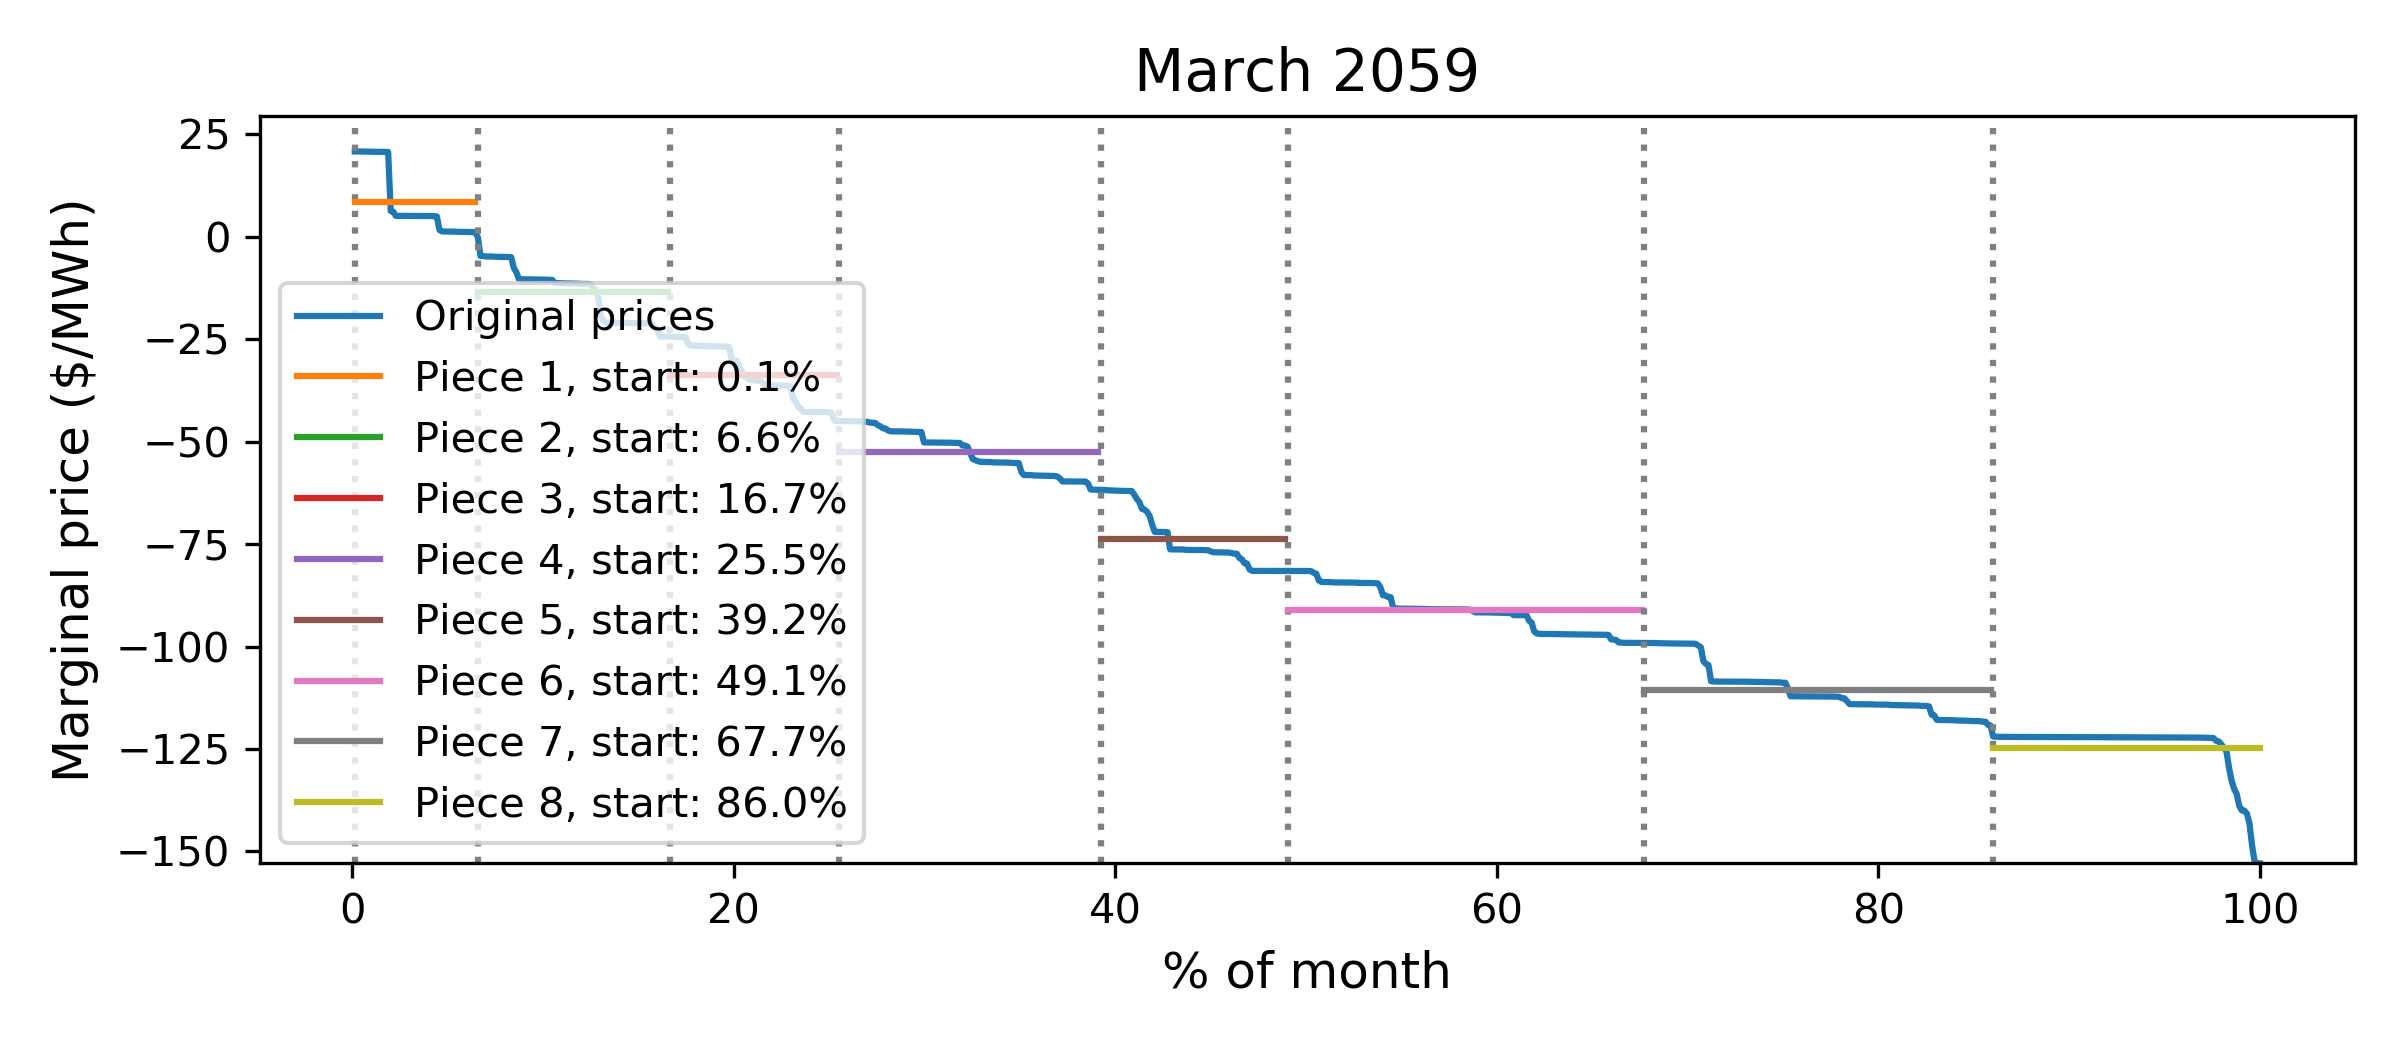 March 2059
Marginal price ($/MWh)
25
0
−25
−50
−75
−100
−125
−150
Original prices
Piece 1, start: 0.1%
Piece 2, start: 6.6%
Piece 3, start: 16.7%
Piece 4, start: 25.5%
Piece 5, start: 39.2%
Piece 6, start: 49.1%
Piece 7, start: 67.7%
Piece 8, start: 86.0%
0 20 40 60 80 100
% of month